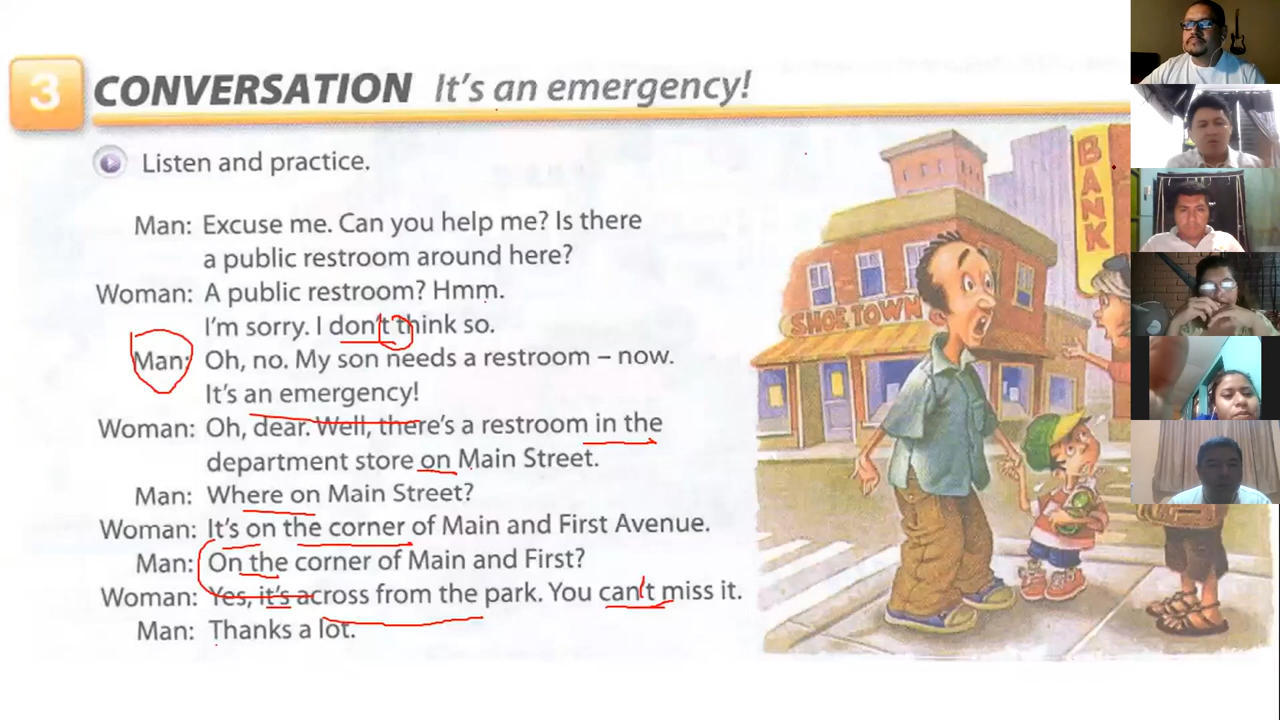 3 CONVERSATION It's an emergency!
Listen and practice.
Man: Excuse me. Can you help me? Is there
a public restroom around here?
Woman: A public restroom? Hmm.
I'm sorry. I don't think so.
Man: Oh, no. My son needs a restroom – now.
It's an emergency!
Woman: Oh, dear. Well, there's a restroom in the
department store on Main Street.
Man: Where on Main Street?
Woman: It's on the corner of Main and First Avenue.
Man: On the corner of Main and First?
Woman: Yes, it's across from the park. You can't miss it.
Man: Thanks a lot.
BANK
SHOE TOWN